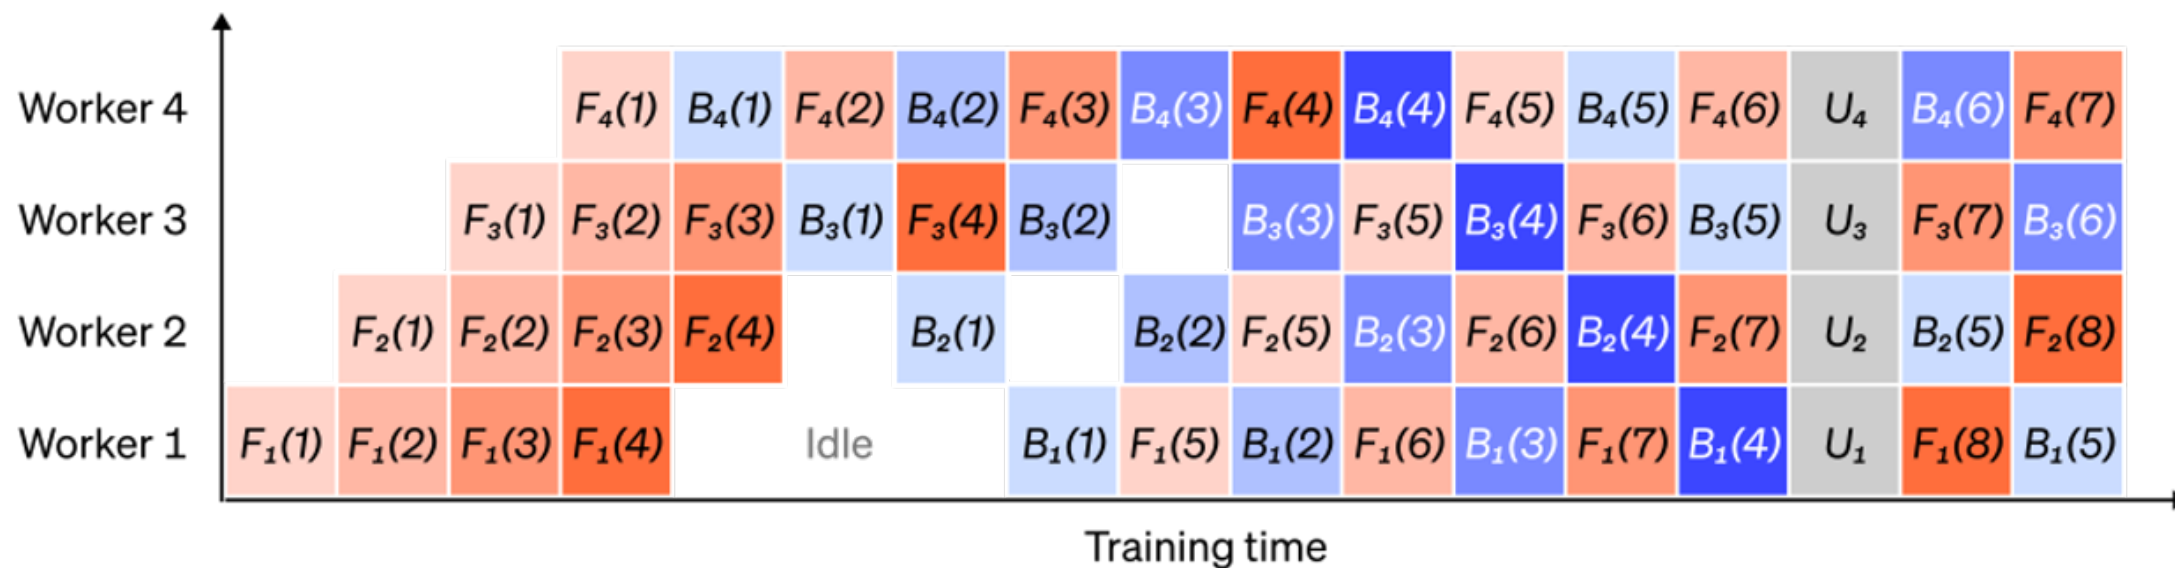 Worker 4 F₄(1) B₄(1) F₄(2) B₄(2) F₄(3) B₄(3) F₄(4) B₄(4) F₄(5) B₄(5) F₄(6) U₄ B₄(6) F₄(7)
Worker 3 F₃(1) F₃(2) F₃(3) B₃(1) F₃(4) B₃(2) B₃(3) F₃(5) B₃(4) F₃(6) B₃(5) U₃ F₃(7) B₃(6)
Worker 2 F₂(1) F₂(2) F₂(3) F₂(4) B₂(1) B₂(2) F₂(5) B₂(3) F₂(6) B₂(4) F₂(7) U₂ B₂(5) F₂(8)
Worker 1 F₁(1) F₁(2) F₁(3) F₁(4) Idle B₁(1) F₁(5) B₁(2) F₁(6) B₁(3) F₁(7) B₁(4) U₁ F₁(8) B₁(5)
Training time